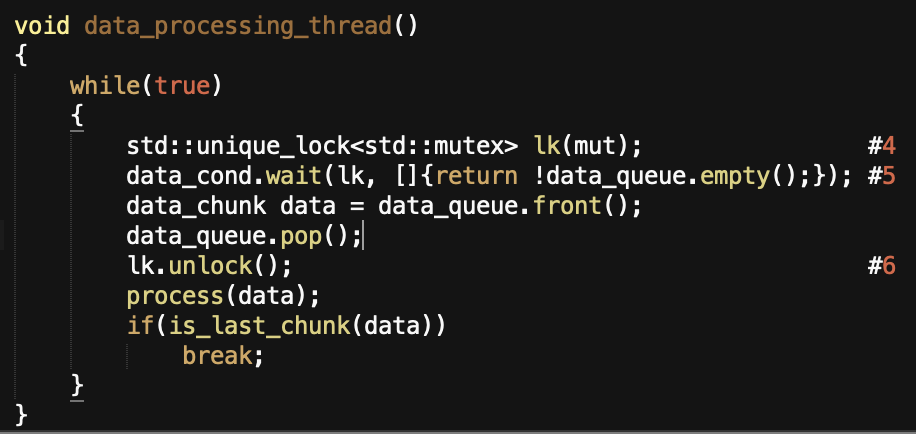 void data_processing_thread()
{
    while(true)
    {
        std::unique_lock<std::mutex> lk(mut);                #4
        data_cond.wait(lk, []{return !data_queue.empty();}); #5
        data_chunk data = data_queue.front();
        data_queue.pop();
        lk.unlock();                                         #6
        process(data);
        if(is_last_chunk(data))
            break;
    }
}